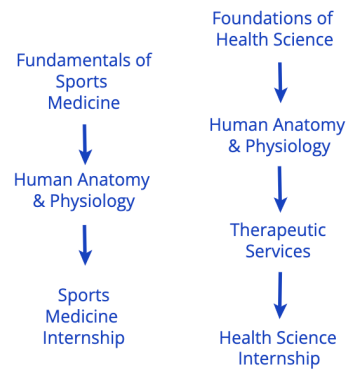 Fundamentals of
Sports
Medicine
Human Anatomy
& Physiology
Sports
Medicine
Internship
Foundations of
Health Science
Human Anatomy
& Physiology
Therapeutic
Services
Health Science
Internship